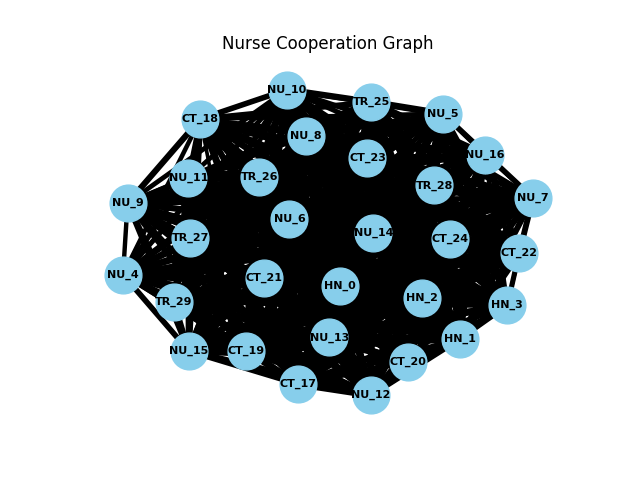 Nurse Cooperation Graph
NU_10
TR_25
NU_5
CT_18
NU_8
CT_23
NU_16
NU_11
TR_26
TR_28
NU_7
NU_9
NU_6
NU_14
TR_27
CT_24
CT_22
NU_4
CT_21
HN_0
HN_2
TR_29
HN_3
NU_13
HN_1
NU_15
CT_19
CT_20
CT_17
NU_12